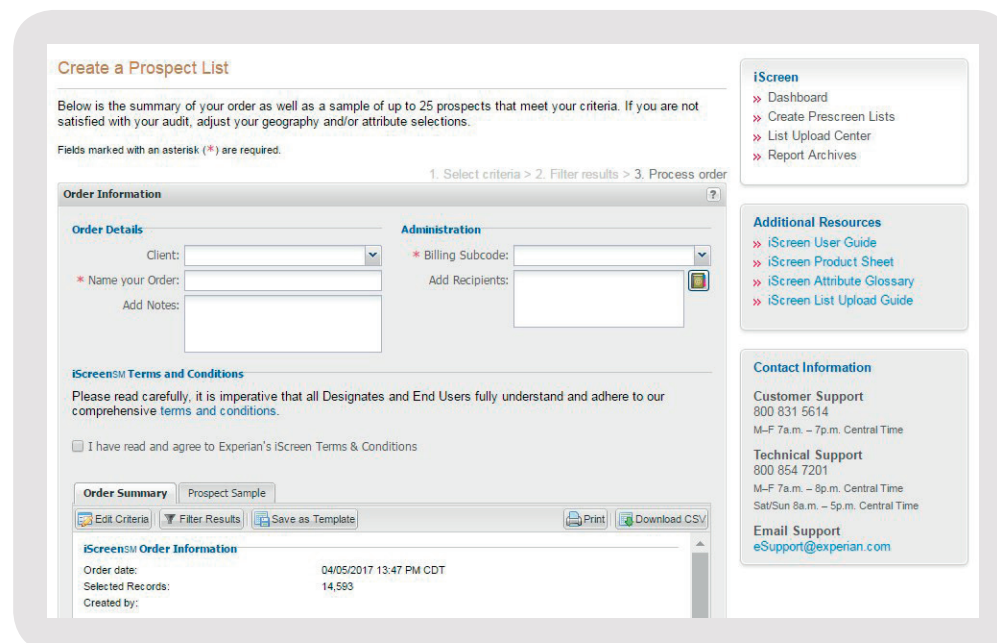 Create a Prospect List
Below is the summary of your order as well as a sample of up to 25 prospects that meet your criteria. If you are not
satisfied with your audit, adjust your geography and/or attribute selections.
Fields marked with an asterisk (*) are required.
1. Select criteria > 2. Filter results > 3. Process order
Order Information
?
Order Details
Client:
* Name your Order:
Add Notes:
Administration
* Billing Subcode:
Add Recipients:
iScreenSM Terms and Conditions
Please read carefully, it is imperative that all Designates and End Users fully understand and adhere to our
comprehensive terms and conditions.
I have read and agree to Experian's iScreen Terms & Conditions
Order Summary
Prospect Sample
Edit Criteria
Filter Results
Save as Template
Print
Download CSV
iScreenSM Order Information
Order date: 04/05/2017 13:47 PM CDT
Selected Records: 14,593
Created by:
iScreen
» Dashboard
» Create Prescreen Lists
» List Upload Center
» Report Archives
Additional Resources
» iScreen User Guide
» iScreen Product Sheet
» iScreen Attribute Glossary
» iScreen List Upload Guide
Contact Information
Customer Support
800 831 5614
M–F 7a.m. – 7p.m. Central Time
Technical Support
800 854 7201
M–F 7a.m. – 8p.m. Central Time
Sat/Sun 8a.m. – 5p.m. Central Time
Email Support
eSupport@experian.com